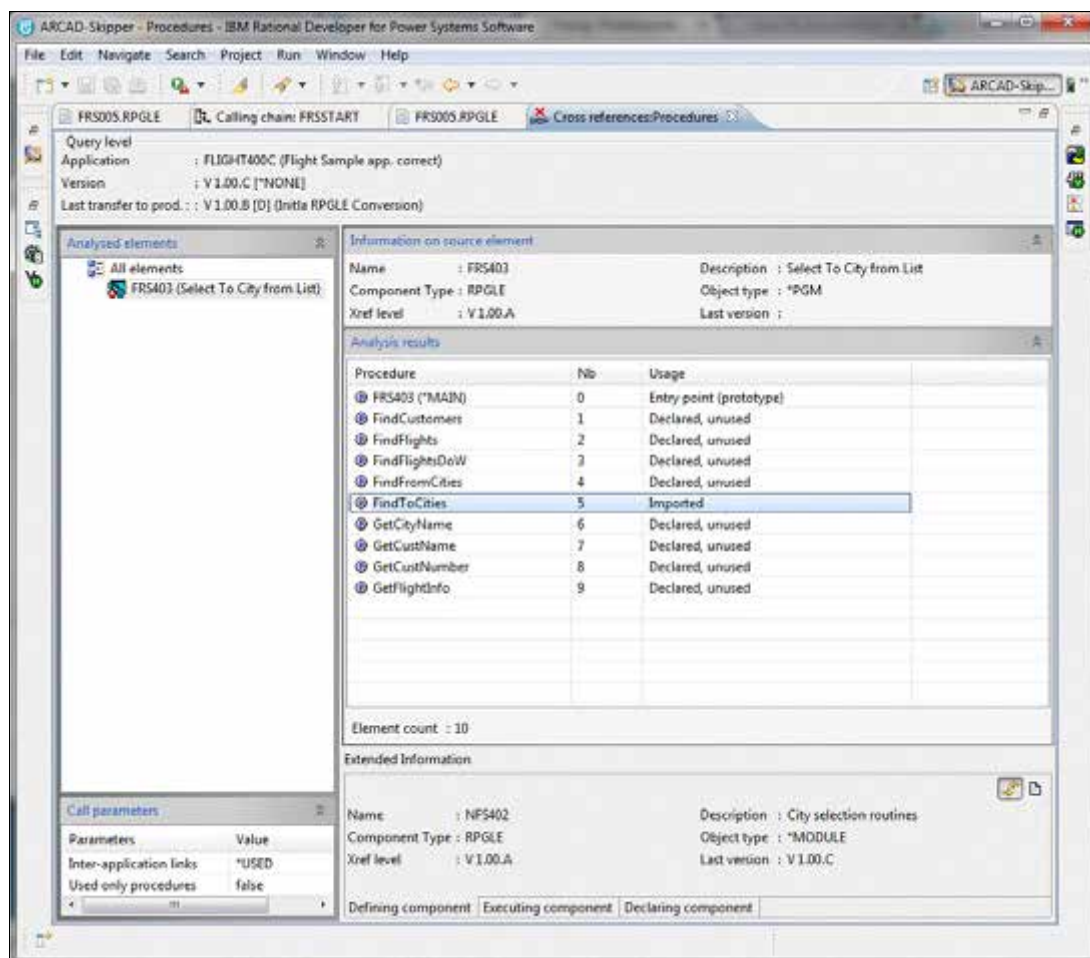 ARCAD-Skipper - Procedures - IBM Rational Developer for Power Systems Software
File Edit Navigate Search Project Run Window Help
ARCAD-Skip...
FRS005.RPGLE Calling chain: FRSSTART FRS005.RPGLE Cross references:Procedures
Query level
Application : FLIGHT400C (Flight Sample app. correct)
Version : V 1.00.C [*NONE]
Last transfer to prod. : : V 1.00.B [D] (Initla RPGLE Conversion)
Analysed elements
All elements
FRS403 (Select To City from List)
Information on source element
Name : FRS403 Description : Select To City from List
Component Type : RPGLE Object type : *PGM
Xref level : V 1.00.A Last version :
Analysis results
Procedure Nb Usage
FRS403 (*MAIN) 0 Entry point (prototype)
FindCustomers 1 Declared, unused
FindFlights 2 Declared, unused
FindFlightsDoW 3 Declared, unused
FindFromCities 4 Declared, unused
FindToCities 5 Imported
GetCityName 6 Declared, unused
GetCustName 7 Declared, unused
GetCustNumber 8 Declared, unused
GetFlightInfo 9 Declared, unused
Element count : 10
Extended Information
Name : NFS402 Description : City selection routines
Component Type : RPGLE Object type : *MODULE
Xref level : V 1.00.A Last version : V 1.00.C
Defining component Executing component Declaring component
Call parameters
Parameters Value
Inter-application links *USED
Used only procedures false